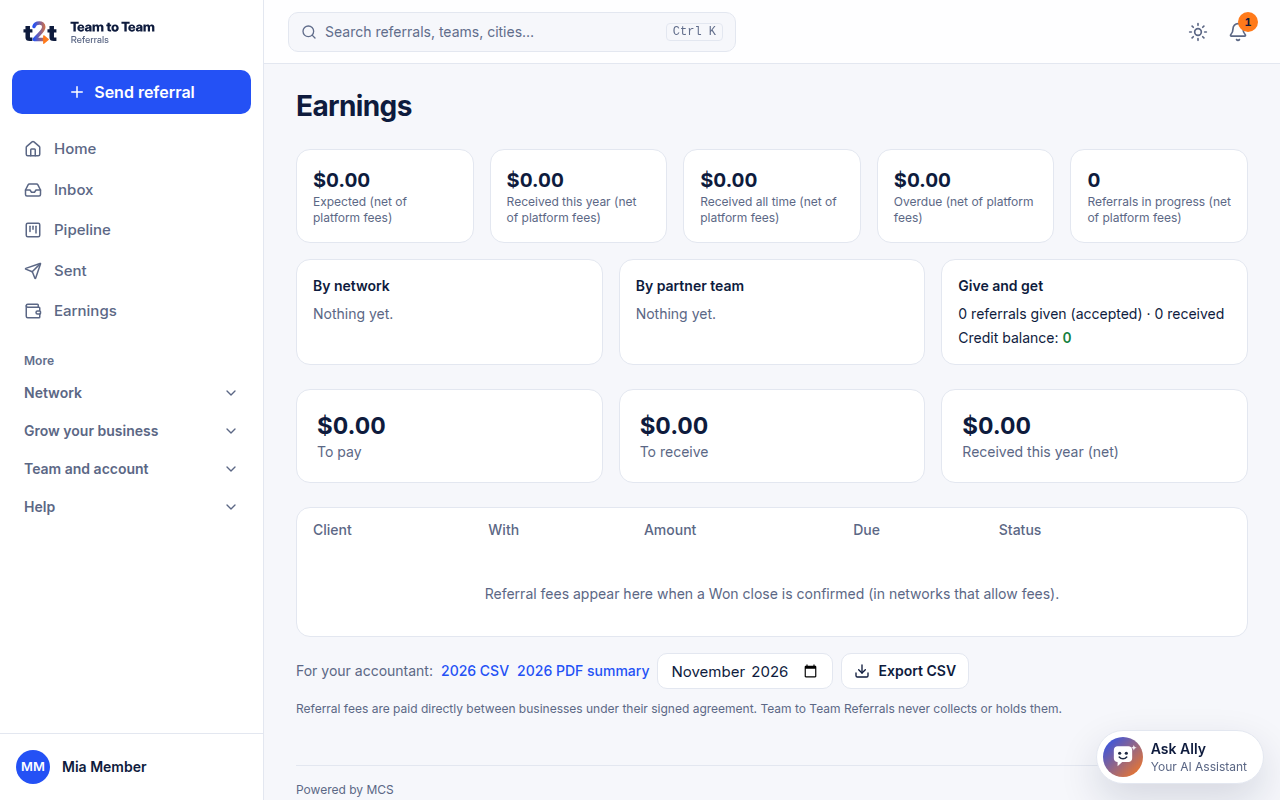 t2t Team to Team
Referrals
Search referrals, teams, cities...
Ctrl K
1
Send referral
Home
Inbox
Pipeline
Sent
Earnings
More
Network
Grow your business
Team and account
Help
MM Mia Member
Earnings
$0.00
Expected (net of
platform fees)
$0.00
Received this year (net
of platform fees)
$0.00
Received all time (net of
platform fees)
$0.00
Overdue (net of platform
fees)
0
Referrals in progress (net
of platform fees)
By network
Nothing yet.
By partner team
Nothing yet.
Give and get
0 referrals given (accepted) · 0 received
Credit balance: 0
$0.00
To pay
$0.00
To receive
$0.00
Received this year (net)
Client With Amount Due Status
Referral fees appear here when a Won close is confirmed (in networks that allow fees).
For your accountant: 2026 CSV 2026 PDF summary November 2026 Export CSV
Referral fees are paid directly between businesses under their signed agreement. Team to Team Referrals never collects or holds them.
Ask Ally
Your AI Assistant
Powered by MCS